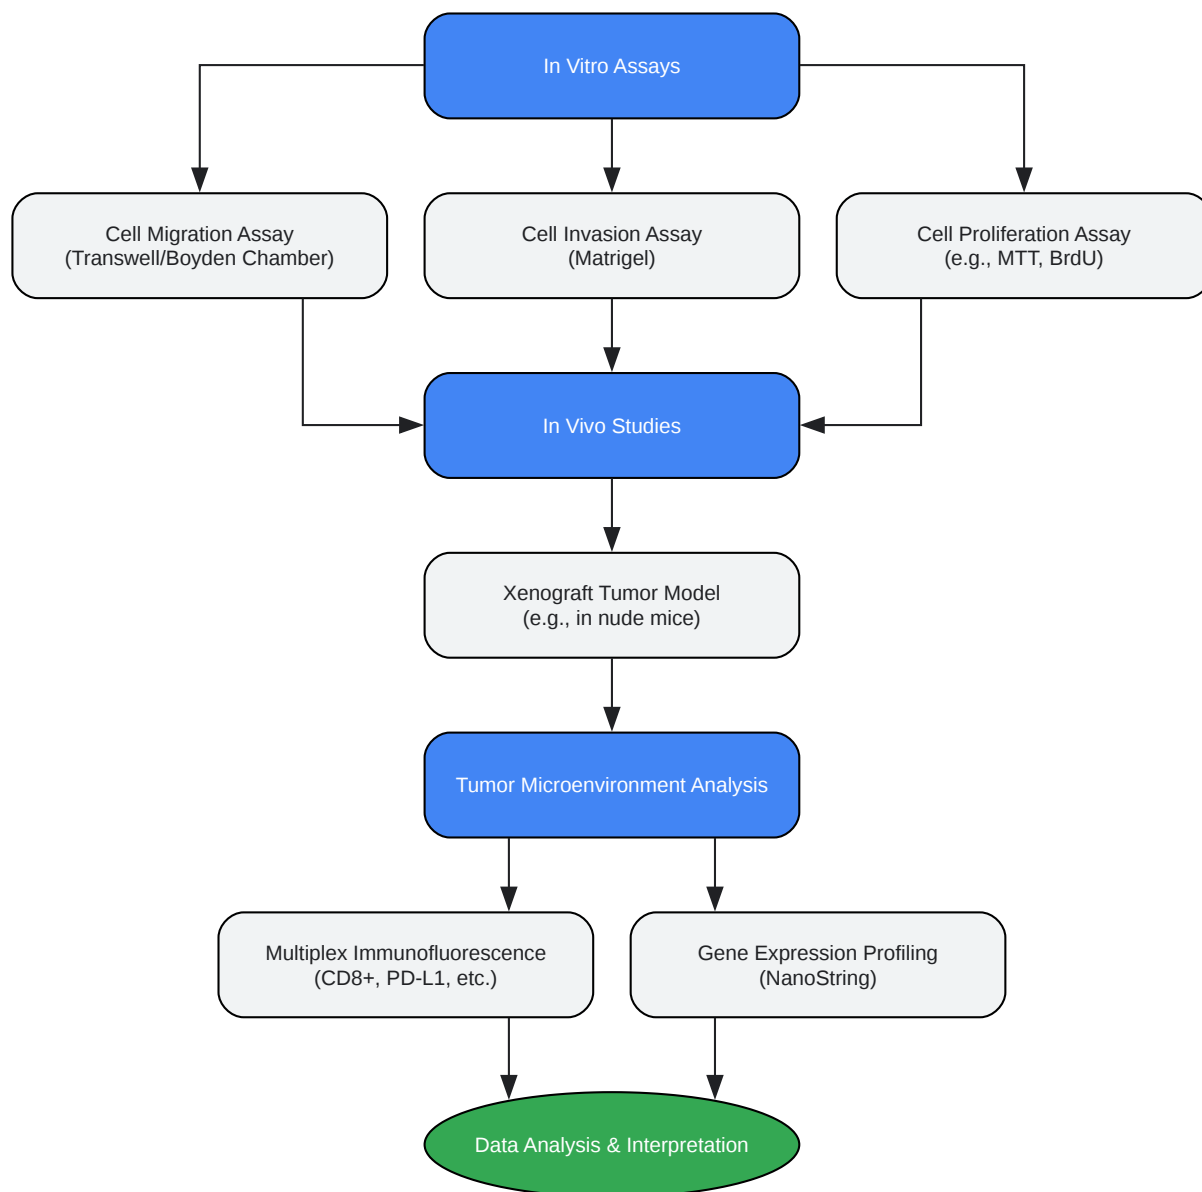 In Vitro Assays
Cell Migration Assay
(Transwell/Boyden Chamber)
Cell Invasion Assay
(Matrigel)
Cell Proliferation Assay
(e.g., MTT, BrdU)
In Vivo Studies
Xenograft Tumor Model
(e.g., in nude mice)
Tumor Microenvironment Analysis
Multiplex Immunofluorescence
(CD8+, PD-L1, etc.)
Gene Expression Profiling
(NanoString)
Data Analysis & Interpretation